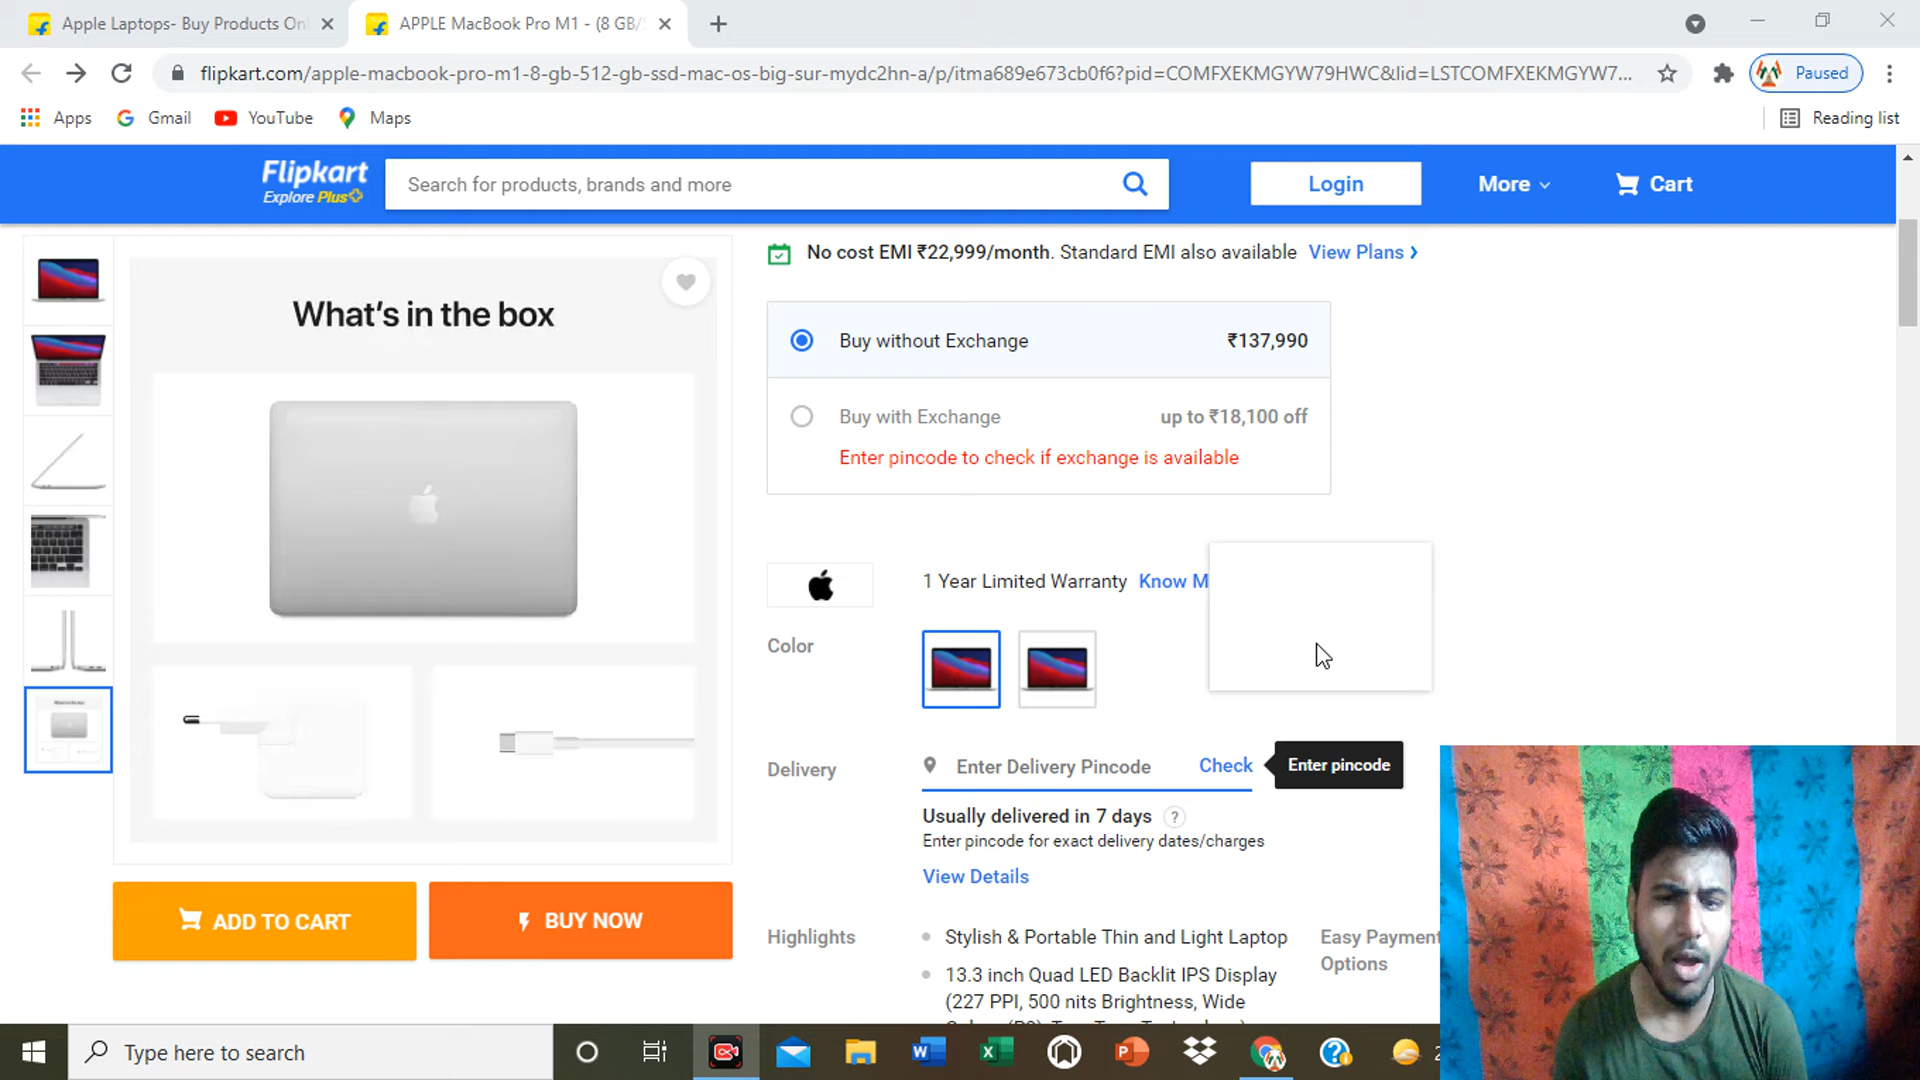 Apple Laptops- Buy Products Onl
APPLE MacBook Pro M1 - (8 GB/
flipkart.com/apple-macbook-pro-m1-8-gb-512-gb-ssd-mac-os-big-sur-mydc2hn-a/p/itma689e673cb0f6?pid=COMFXEKMGYW79HWC&lid=LSTCOMFXEKMGYW7...
Paused
Apps
Gmail
YouTube
Maps
Reading list
Flipkart
Explore Plus
Search for products, brands and more
Login
More
Cart
No cost EMI ₹22,999/month. Standard EMI also available View Plans
What's in the box
Buy without Exchange ₹137,990
Buy with Exchange up to ₹18,100 off
Enter pincode to check if exchange is available
1 Year Limited Warranty Know M
Color
Delivery
Enter Delivery Pincode Check
Enter pincode
Usually delivered in 7 days ?
Enter pincode for exact delivery dates/charges
View Details
ADD TO CART
BUY NOW
Highlights
Stylish & Portable Thin and Light Laptop
13.3 inch Quad LED Backlit IPS Display
(227 PPI, 500 nits Brightness, Wide
Easy Payment
Options
Type here to search